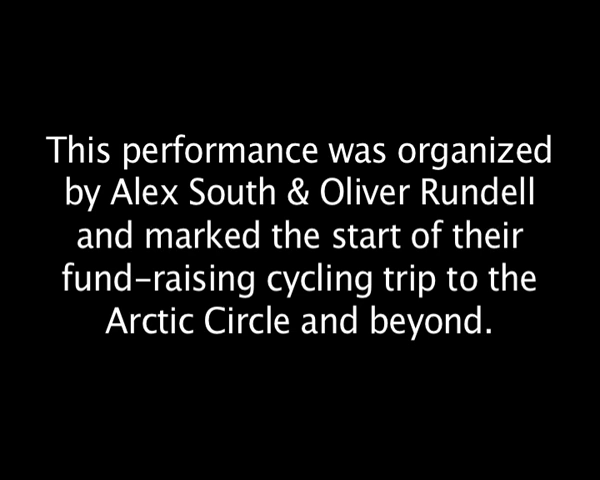 This performance was organized
by Alex South & Oliver Rundell
and marked the start of their
fund-raising cycling trip to the
Arctic Circle and beyond.